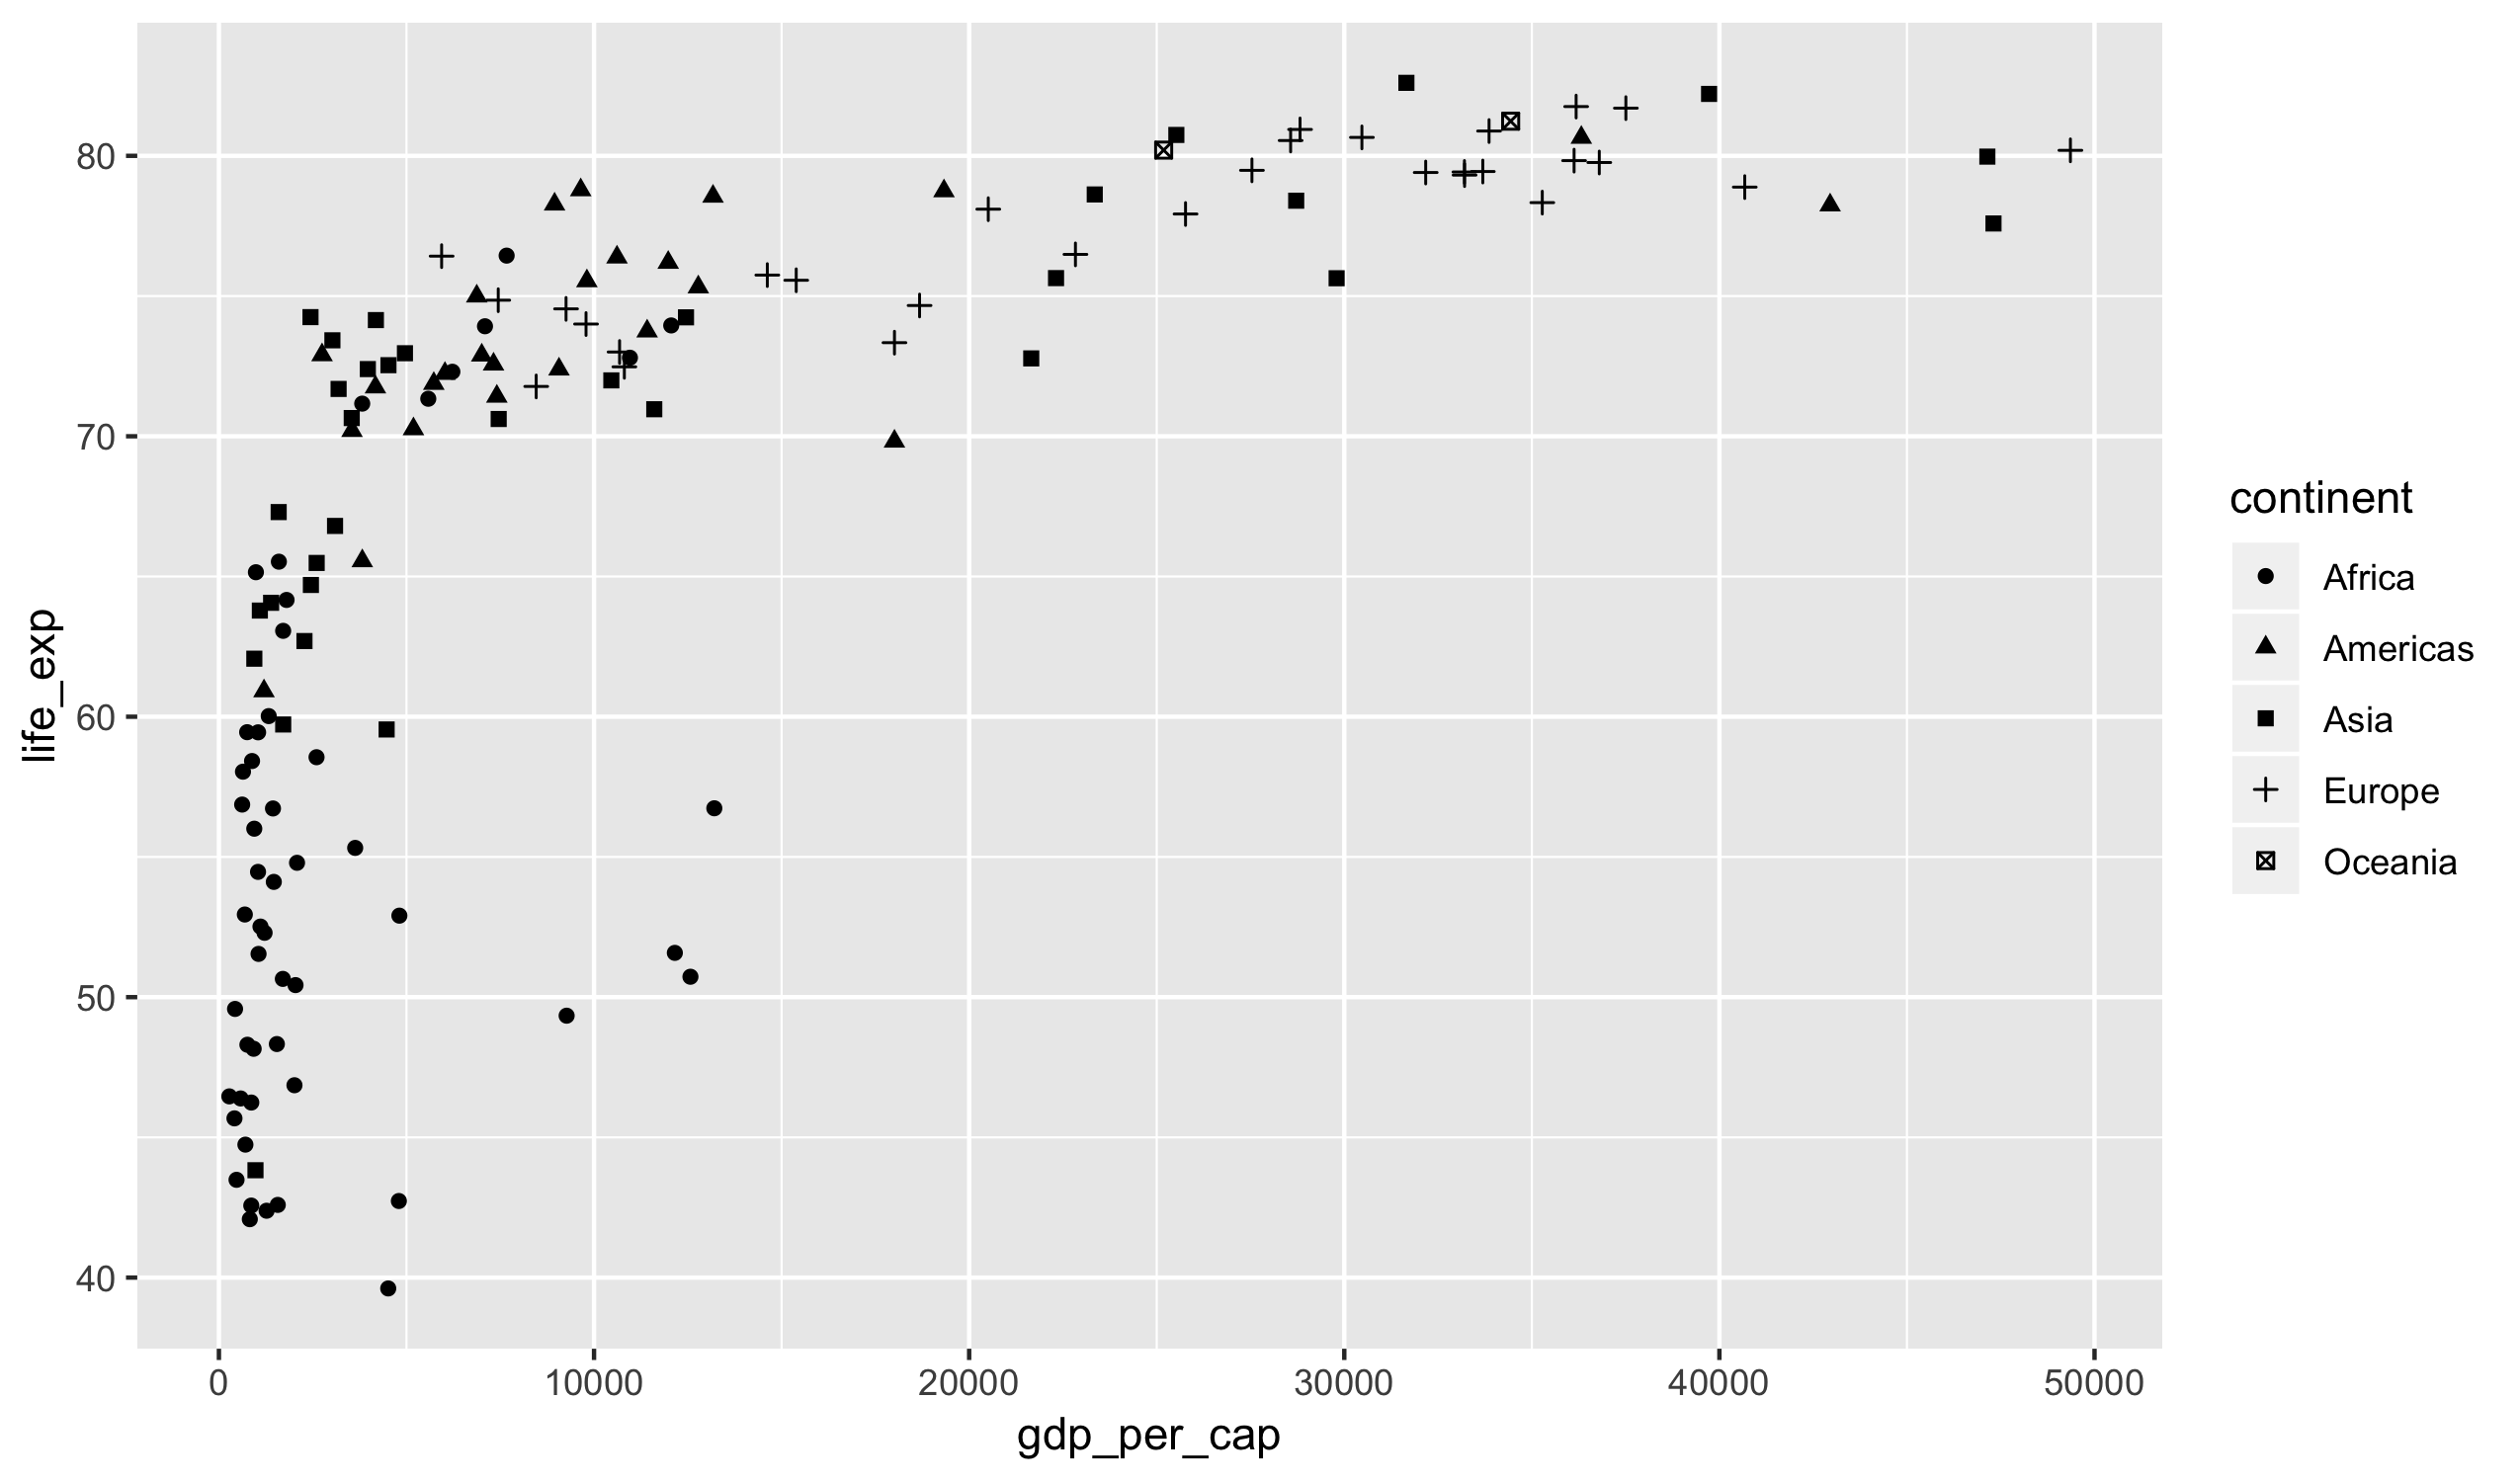 life_exp
80
70
60
50
40
0 10000 20000 30000 40000 50000
gdp_per_cap
continent
Africa
Americas
Asia
Europe
Oceania